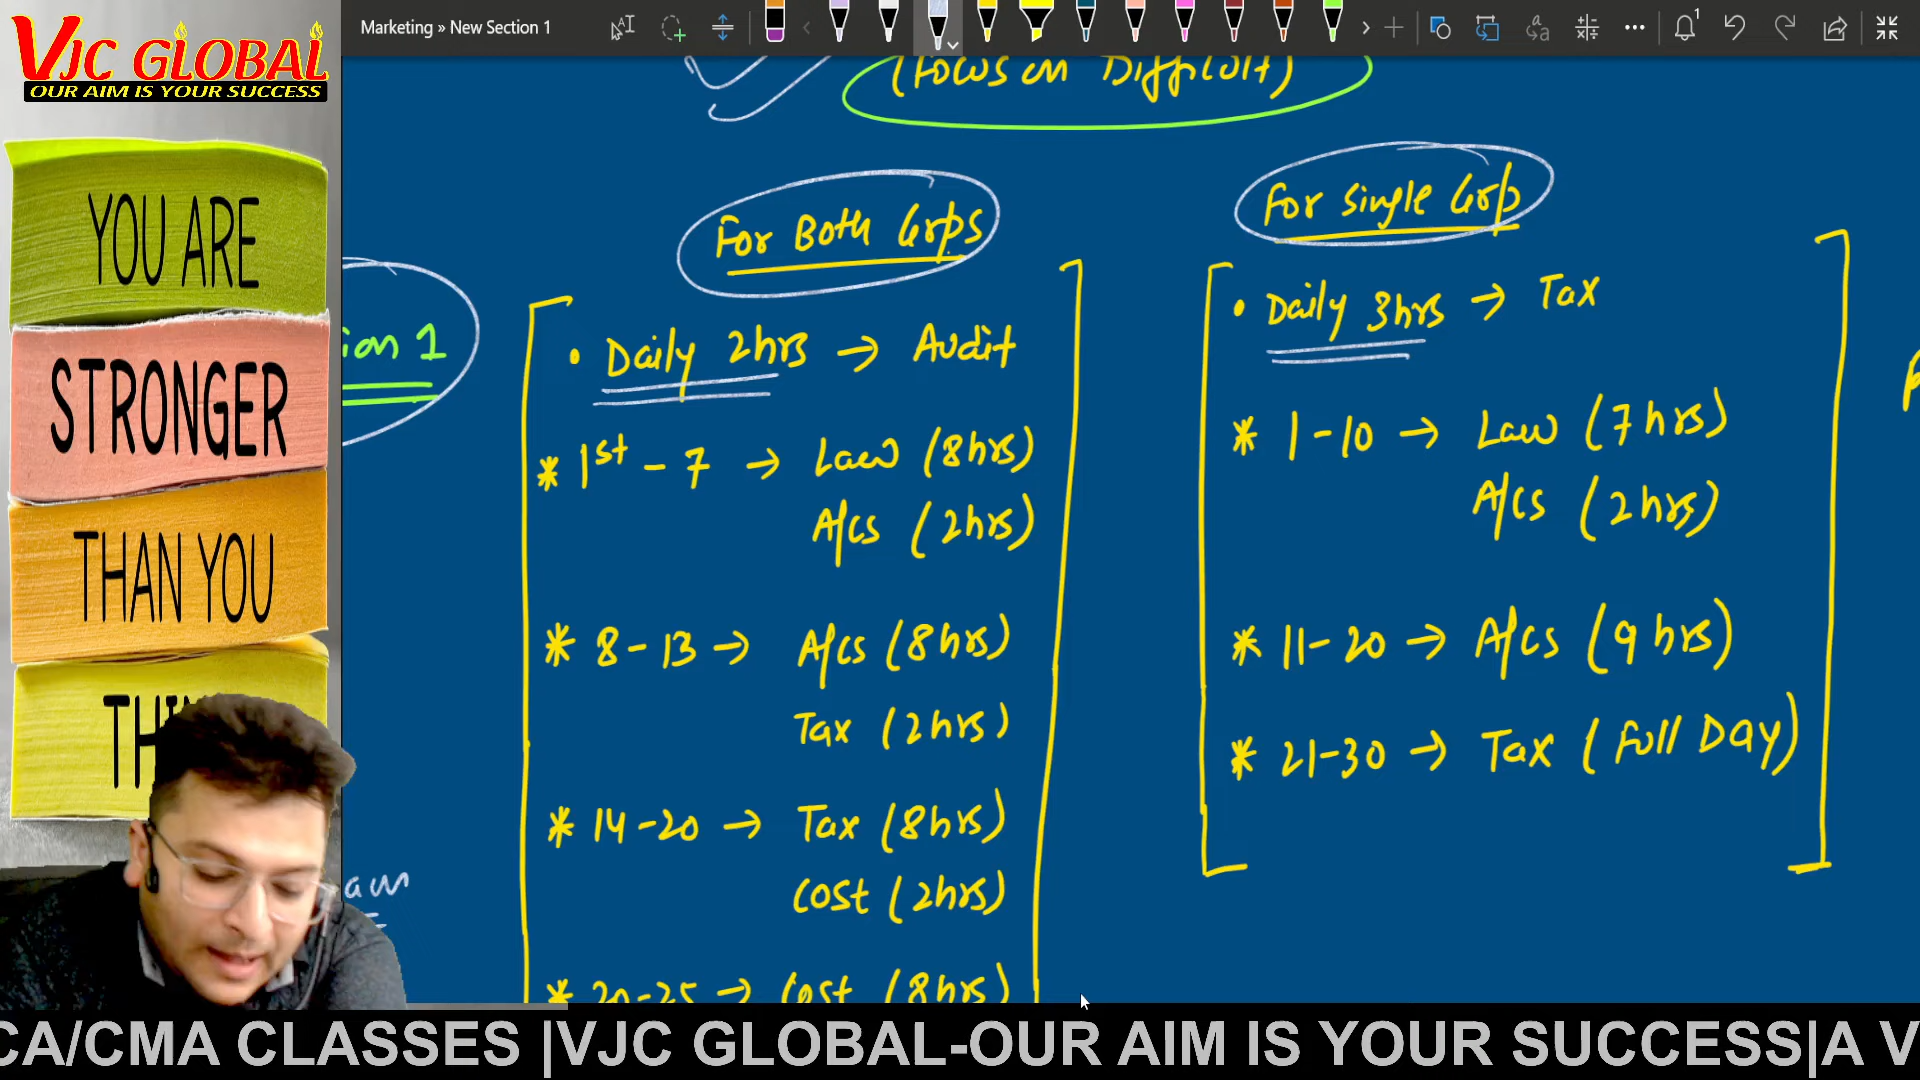 VJC GLOBAL
OUR AIM IS YOUR SUCCESS
YOU ARE
STRONGER
THAN YOU
Marketing » New Section 1
1
(Focus on Difficult)
For Both Grps
ion 1
• Daily 2hrs → Audit
* 1st - 7 → Law (8hrs)
A/cs (2hrs)
* 8 - 13 → A/cs (8hrs)
Tax (2hrs)
* 14 - 20 → Tax (8hrs)
Cost (2hrs)
* 20 - 25 → Cost (8hrs)
For Single Grp
• Daily 3hrs → Tax
* 1 - 10 → Law (7hrs)
A/cs (2hrs)
* 11 - 20 → A/cs (9hrs)
* 21-30 → Tax (Full Day)
CA/CMA CLASSES |VJC GLOBAL-OUR AIM IS YOUR SUCCESS|A V